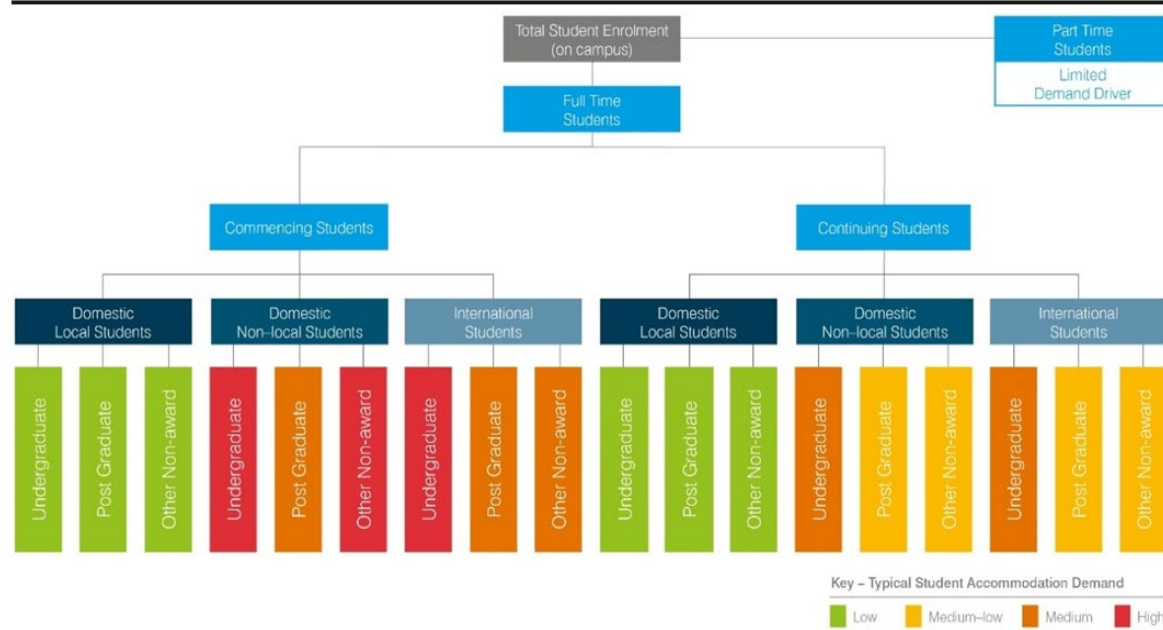 Total Student Enrolment
(on campus)
Part Time
Students
Limited
Demand Driver
Full Time
Students
Commencing Students
Continuing Students
Domestic
Local Students
Domestic
Non–local Students
International
Students
Domestic
Local Students
Domestic
Non–local Students
International
Students
Undergraduate
Post Graduate
Other Non-award
Undergraduate
Post Graduate
Other Non-award
Undergraduate
Post Graduate
Other Non-award
Undergraduate
Post Graduate
Other Non-award
Undergraduate
Post Graduate
Other Non-award
Undergraduate
Post Graduate
Other Non-award
Key – Typical Student Accommodation Demand
Low
Medium–low
Medium
High